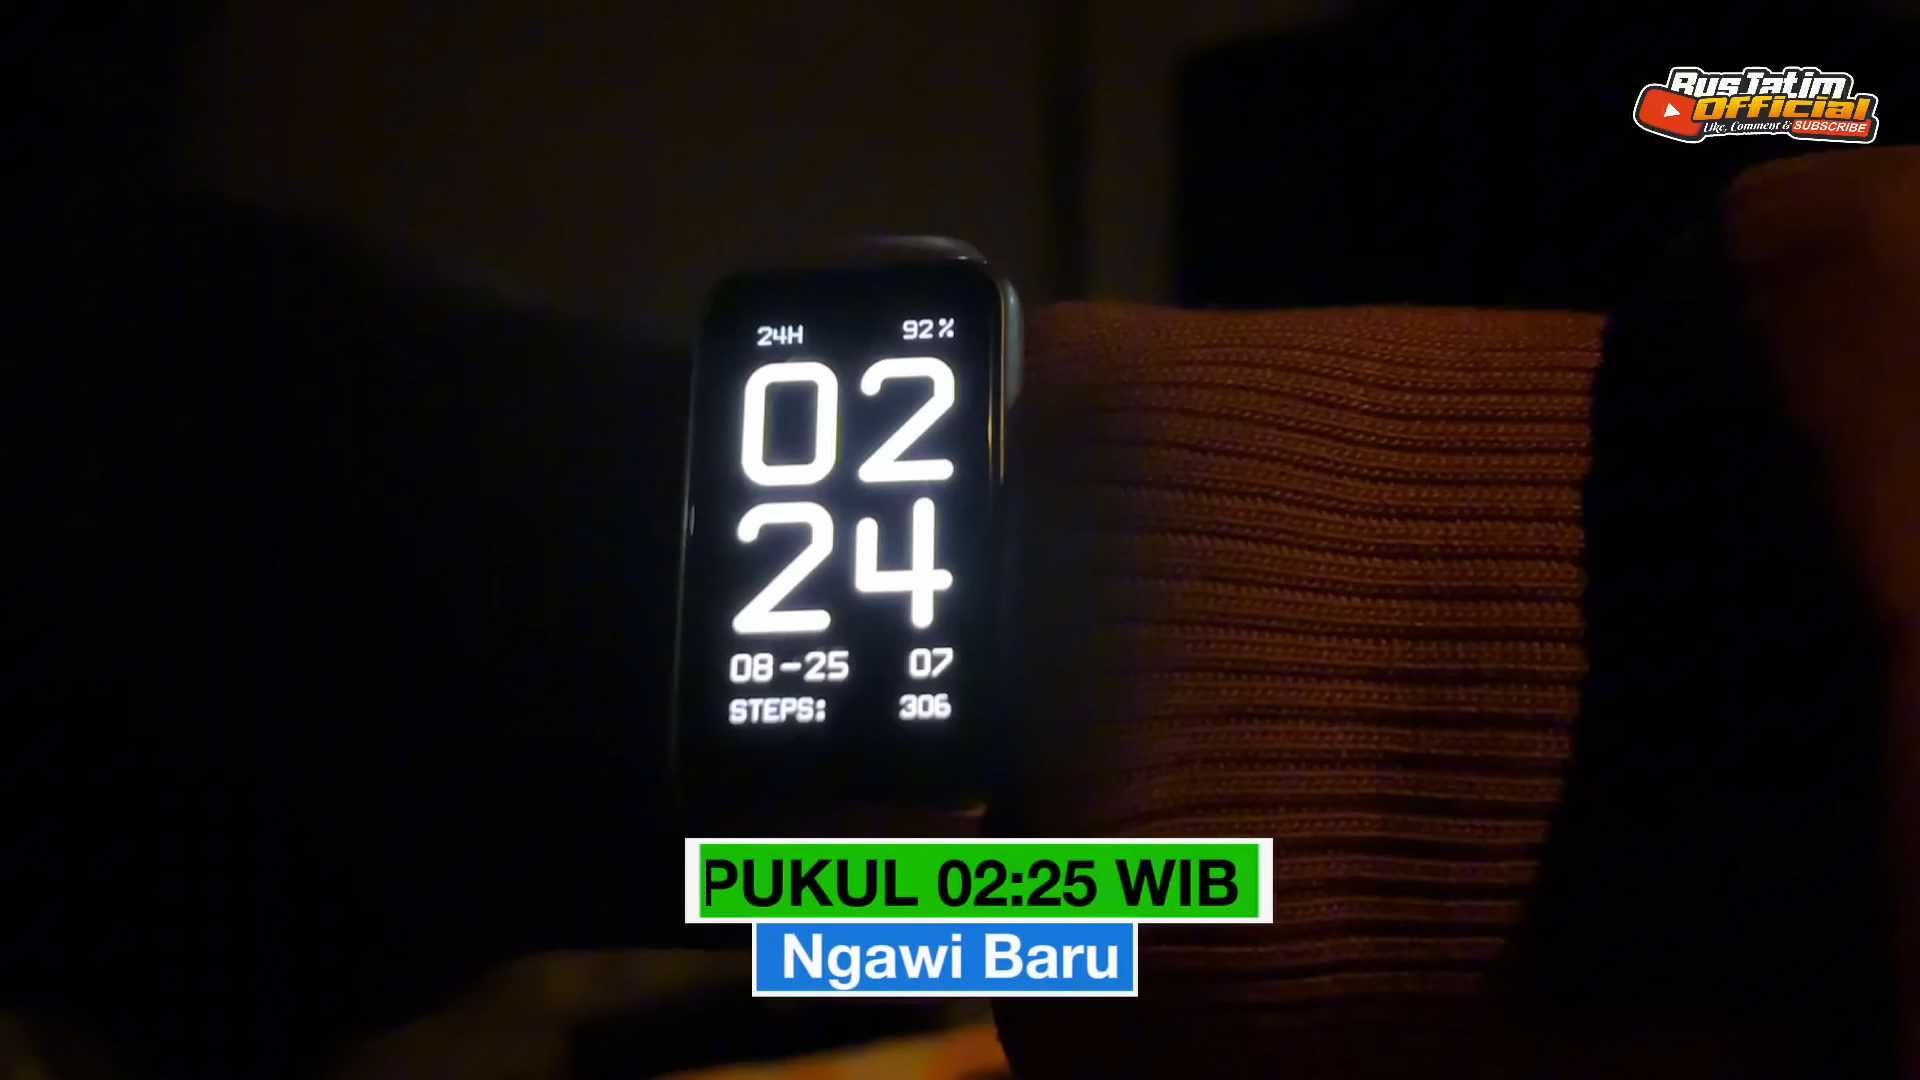 Bus Jatim
Official
Like, Comment & SUBSCRIBE
24H 92%
02
24
08-25 07
STEPS: 306
PUKUL 02:25 WIB
Ngawi Baru